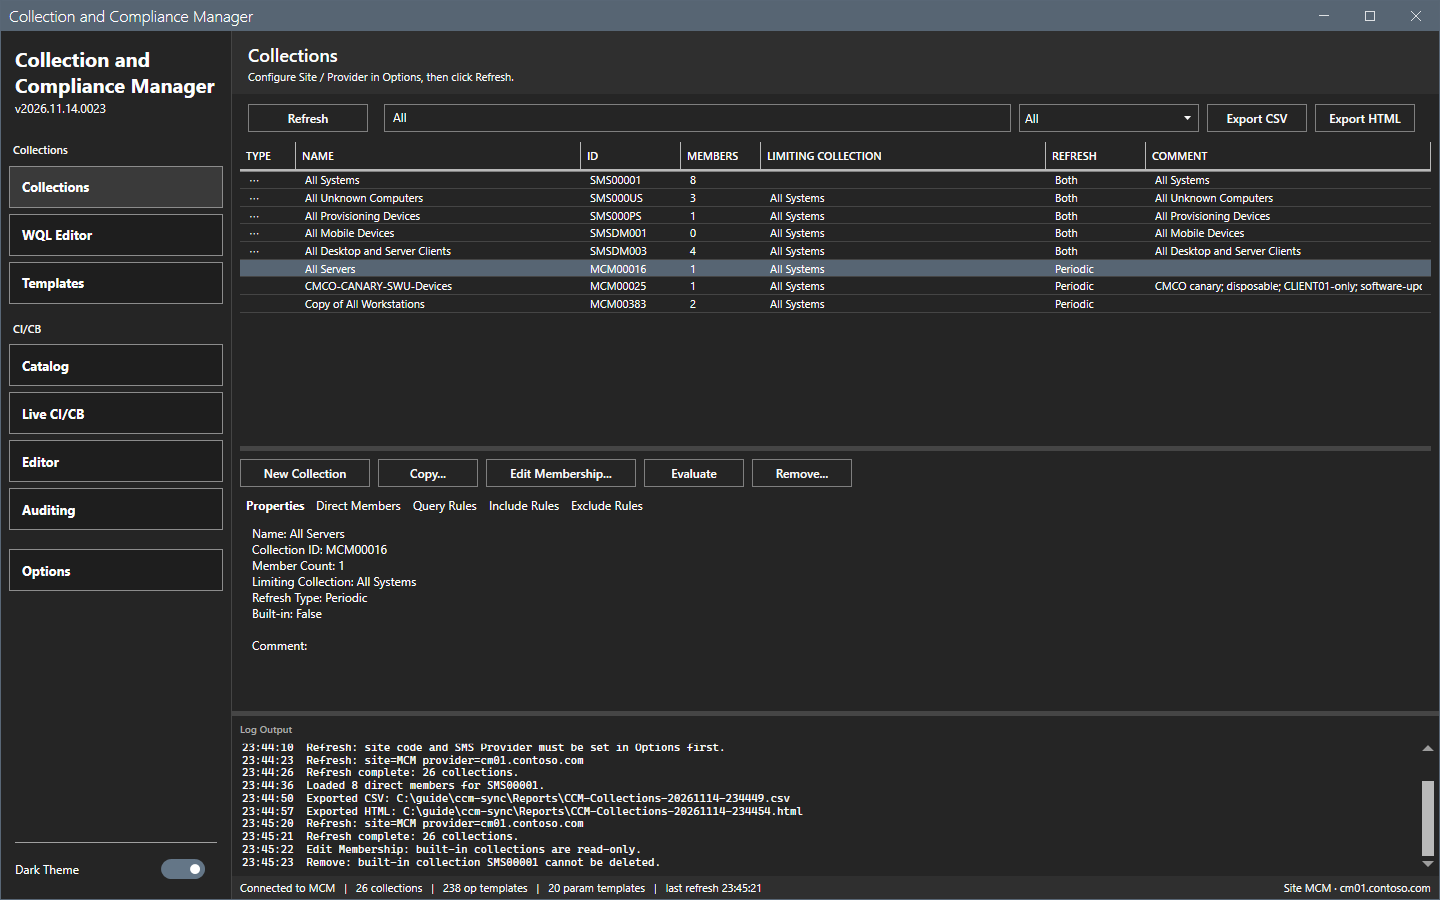 Collection and Compliance Manager
Collection and
Compliance Manager
v2026.11.14.0023
Collections
Collections
WQL Editor
Templates
CI/CB
Catalog
Live CI/CB
Editor
Auditing
Options
Dark Theme
Collections
Configure Site / Provider in Options, then click Refresh.
Refresh All All Export CSV Export HTML
TYPE NAME ID MEMBERS LIMITING COLLECTION REFRESH COMMENT
... All Systems SMS00001 8 Both All Systems
... All Unknown Computers SMS000US 3 All Systems Both All Unknown Computers
... All Provisioning Devices SMS000PS 1 All Systems Both All Provisioning Devices
... All Mobile Devices SMSDM001 0 All Systems Both All Mobile Devices
... All Desktop and Server Clients SMSDM003 4 All Systems Both All Desktop and Server Clients
All Servers MCM00016 1 All Systems Periodic
CMCO-CANARY-SWU-Devices MCM00025 1 All Systems Periodic CMCO canary; disposable; CLIENT01-only; software-upd
Copy of All Workstations MCM00383 2 All Systems Periodic
New Collection Copy... Edit Membership... Evaluate Remove...
Properties Direct Members Query Rules Include Rules Exclude Rules
Name: All Servers
Collection ID: MCM00016
Member Count: 1
Limiting Collection: All Systems
Refresh Type: Periodic
Built-in: False
Comment:
Log Output
23:44:10 Refresh: site code and SMS Provider must be set in Options first.
23:44:23 Refresh: site=MCM provider=cm01.contoso.com
23:44:26 Refresh complete: 26 collections.
23:44:36 Loaded 8 direct members for SMS00001.
23:44:50 Exported CSV: C:\guide\ccm-sync\Reports\CCM-Collections-20261114-234449.csv
23:44:57 Exported HTML: C:\guide\ccm-sync\Reports\CCM-Collections-20261114-234454.html
23:45:20 Refresh: site=MCM provider=cm01.contoso.com
23:45:21 Refresh complete: 26 collections.
23:45:22 Edit Membership: built-in collections are read-only.
23:45:23 Remove: built-in collection SMS00001 cannot be deleted.
Connected to MCM | 26 collections | 238 op templates | 20 param templates | last refresh 23:45:21 Site MCM · cm01.contoso.com